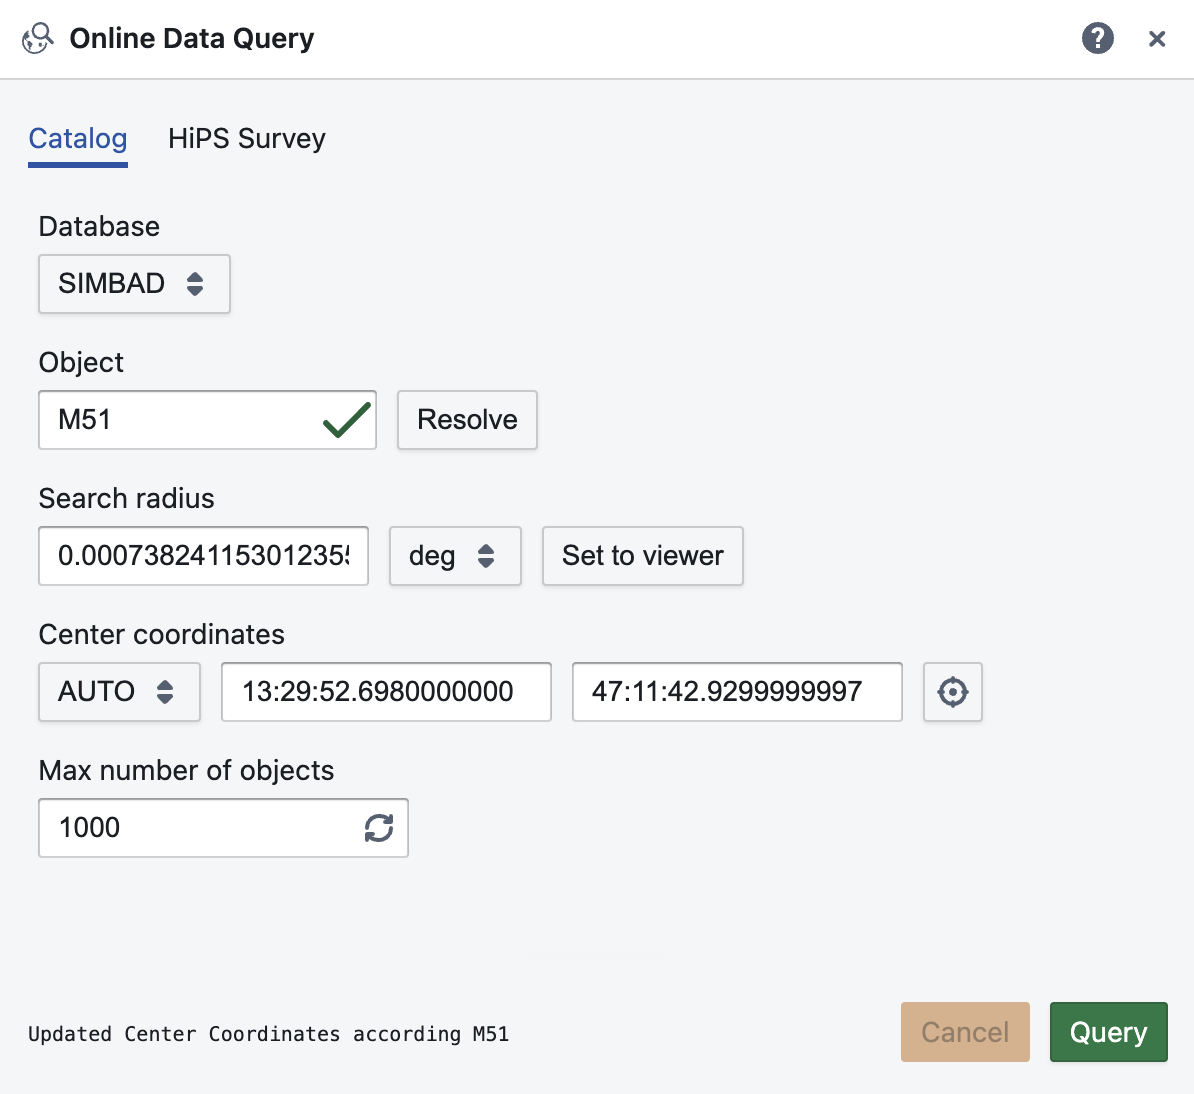 Online Data Query
Catalog HiPS Survey
Database
SIMBAD
Object
M51 Resolve
Search radius
0.000738241153012355 deg Set to viewer
Center coordinates
AUTO 13:29:52.6980000000 47:11:42.9299999997
Max number of objects
1000
Updated Center Coordinates according M51 Cancel Query